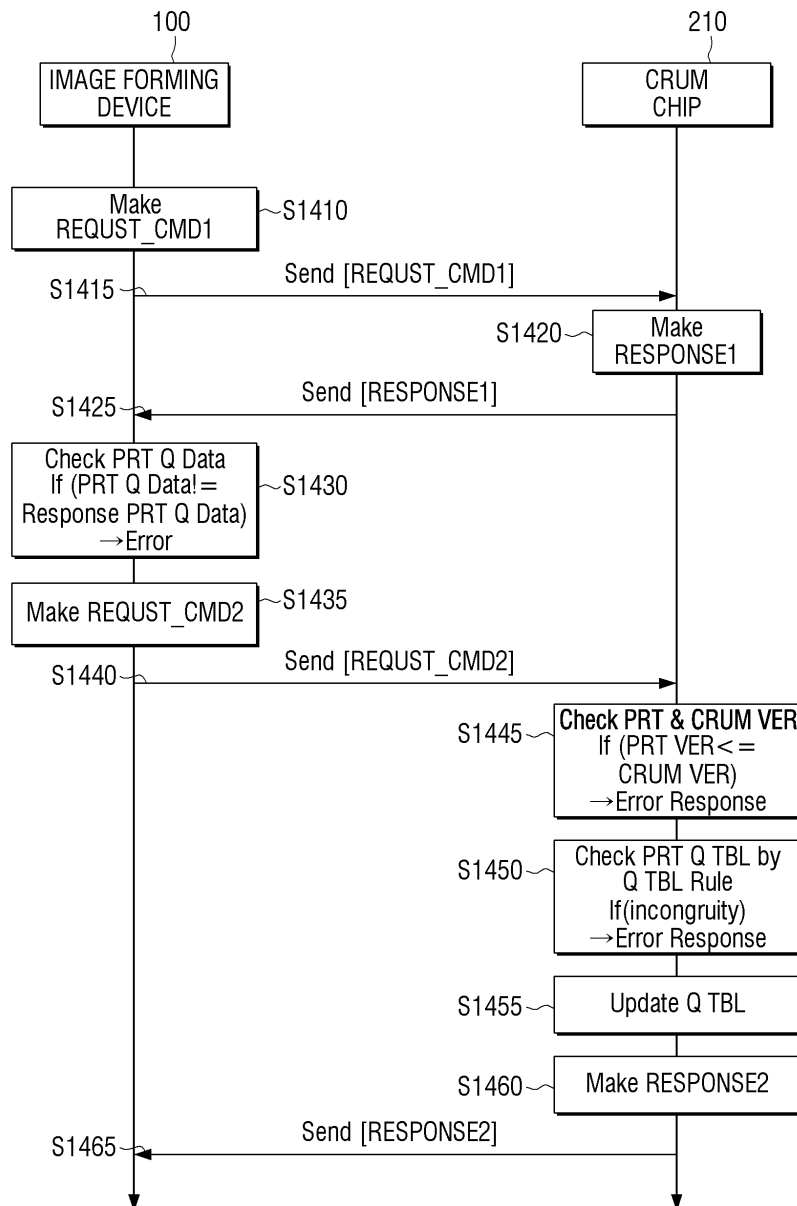 100
210
IMAGE FORMING
DEVICE
CRUM
CHIP
Make
REQUST_CMD1
S1410
S1415
Send [REQUST_CMD1]
S1420
Make
RESPONSE1
S1425
Send [RESPONSE1]
Check PRT Q Data
If (PRT Q Data!=
Response PRT Q Data)
→Error
S1430
Make REQUST_CMD2
S1435
S1440
Send [REQUST_CMD2]
S1445
Check PRT & CRUM VER
If (PRT VER<=
CRUM VER)
→Error Response
S1450
Check PRT Q TBL by
Q TBL Rule
If(incongruity)
→Error Response
S1455
Update Q TBL
S1460
Make RESPONSE2
S1465
Send [RESPONSE2]